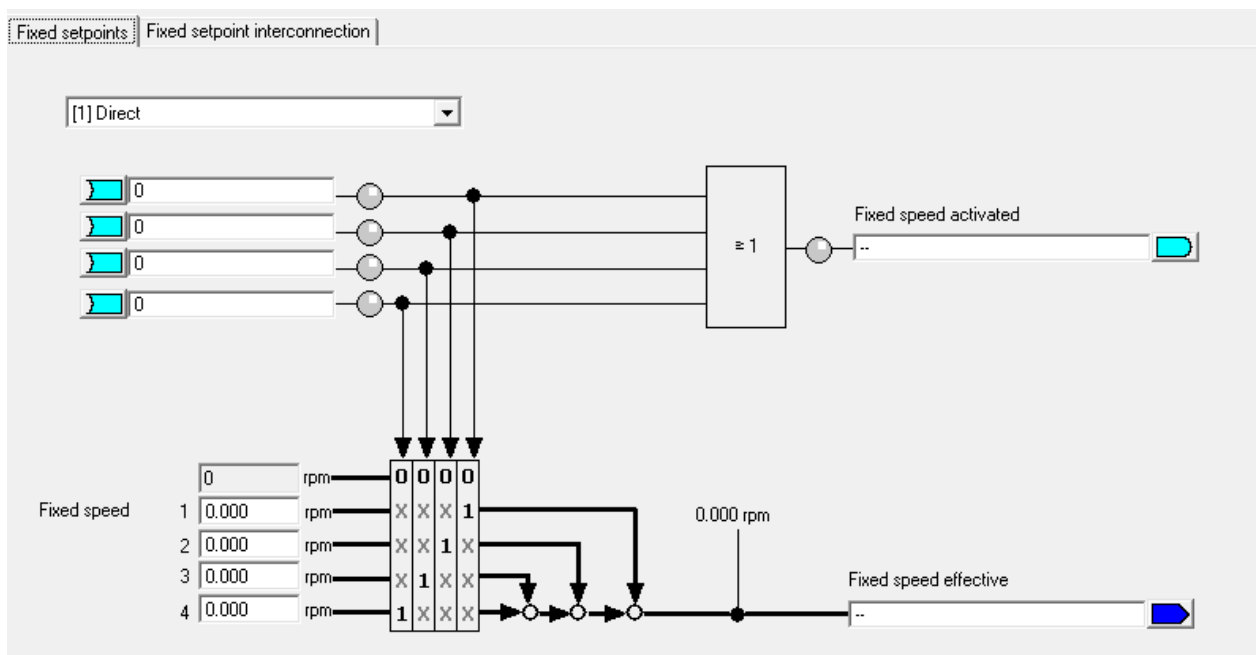 Fixed setpoints Fixed setpoint interconnection
[1] Direct
0
0
0
0
≥ 1
Fixed speed activated
--
0 rpm 0 0 0 0
Fixed speed 1 0.000 rpm X X X 1
2 0.000 rpm X X 1 X
3 0.000 rpm X 1 X X
4 0.000 rpm 1 X X X
0.000 rpm
Fixed speed effective
--